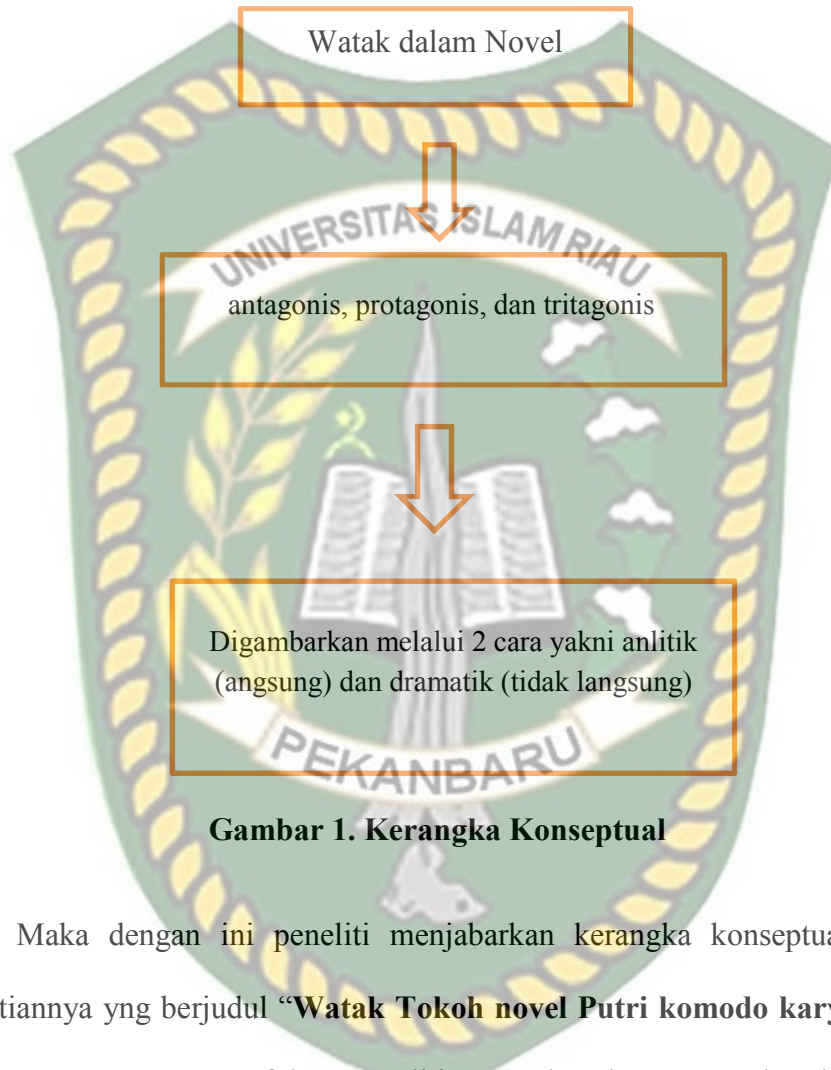 Watak dalam Novel
UNIVERSITAS ISLAM RIAU
antagonis, protagonis, dan tritagonis
Digambarkan melalui 2 cara yakni anlitik
(angsung) dan dramatik (tidak langsung)
PEKANBARU
Gambar 1. Kerangka Konseptual
Maka dengan ini peneliti menjabarkan kerangka konseptua
tiannya yng berjudul “Watak Tokoh novel Putri komodo kary